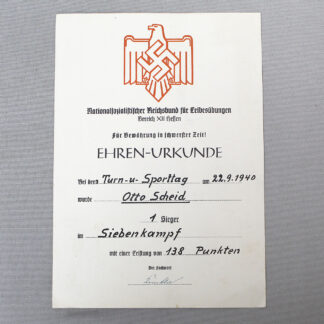 Nationalsozialistischer Reichsbund für Leibesübungen
Bereich XII Hessen
Für Bewährung in schwerster Zeit!
EHREN-URKUNDE
Bei dem Turn-u-Sporttag am 22.9.1940
wurde Otto Scheid
1. Sieger
im Siebenkampf
mit einer Leistung von 138 Punkten
Der Fachwart